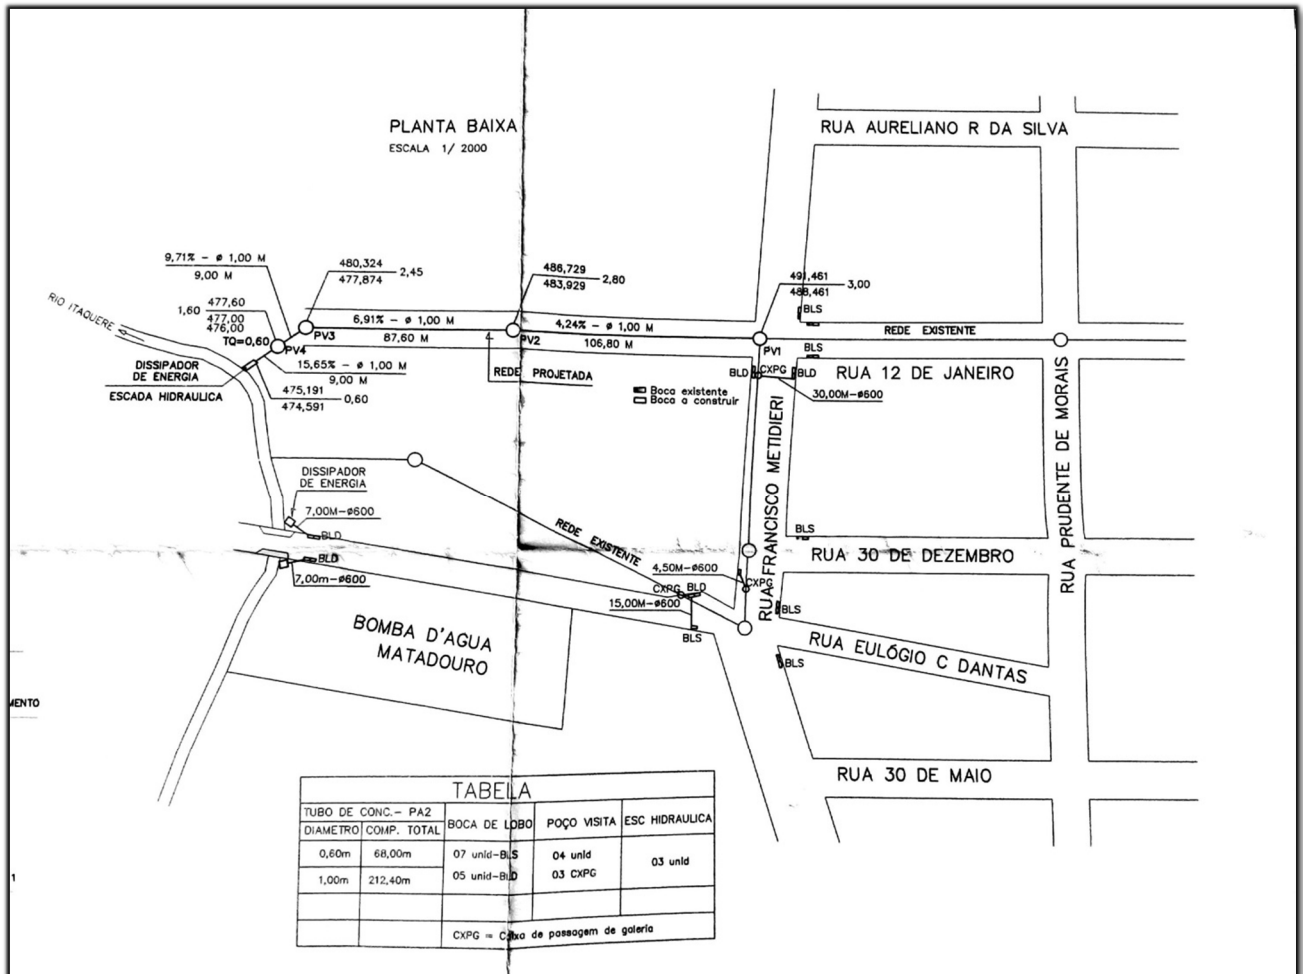 PLANTA BAIXA
ESCALA 1/ 2000
RUA AURELIANO R DA SILVA
9,71% - ø 1,00 M
9,00 M
480,324
477,874
2,45
486,729
483,929
2,80
491,461
488,461
3,00
RIO ITAQUERE
1,60
477,60
477,00
476,00
TQ=0,60
PV4
PV3
6,91% - ø 1,00 M
87,60 M
PV2
4,24% - ø 1,00 M
106,80 M
PV1
BLS
REDE EXISTENTE
BLS
DISSIPADOR
DE ENERGIA
ESCADA HIDRAULICA
15,65% - ø 1,00 M
9,00 M
475,191
474,591
0,60
REDE PROJETADA
BLD
CXPG
BLD
RUA 12 DE JANEIRO
30,00M-ø600
Boca existente
Boca a construir
RUA FRANCISCO METIDIERI
RUA PRUDENTE DE MORAIS
DISSIPADOR
DE ENERGIA
7,00M-ø600
BLD
BLD
7,00m-ø600
REDE EXISTENTE
BLS
RUA 30 DE DEZEMBRO
4,50M-ø600
CXPG
CXPG
BLD
15,00M-ø600
BLS
BLS
RUA EULÓGIO C DANTAS
BLS
BOMBA D'AGUA
MATADOURO
MENTO
RUA 30 DE MAIO
1
TABELA
TUBO DE CONC.- PA2
DIAMETRO COMP. TOTAL BOCA DE LOBO POÇO VISITA ESC HIDRAULICA
0,60m 68,00m 07 unid-BLS 04 unid 03 unid
1,00m 212,40m 05 unid-BLD 03 CXPG
CXPG = Caixa de passagem de galeria